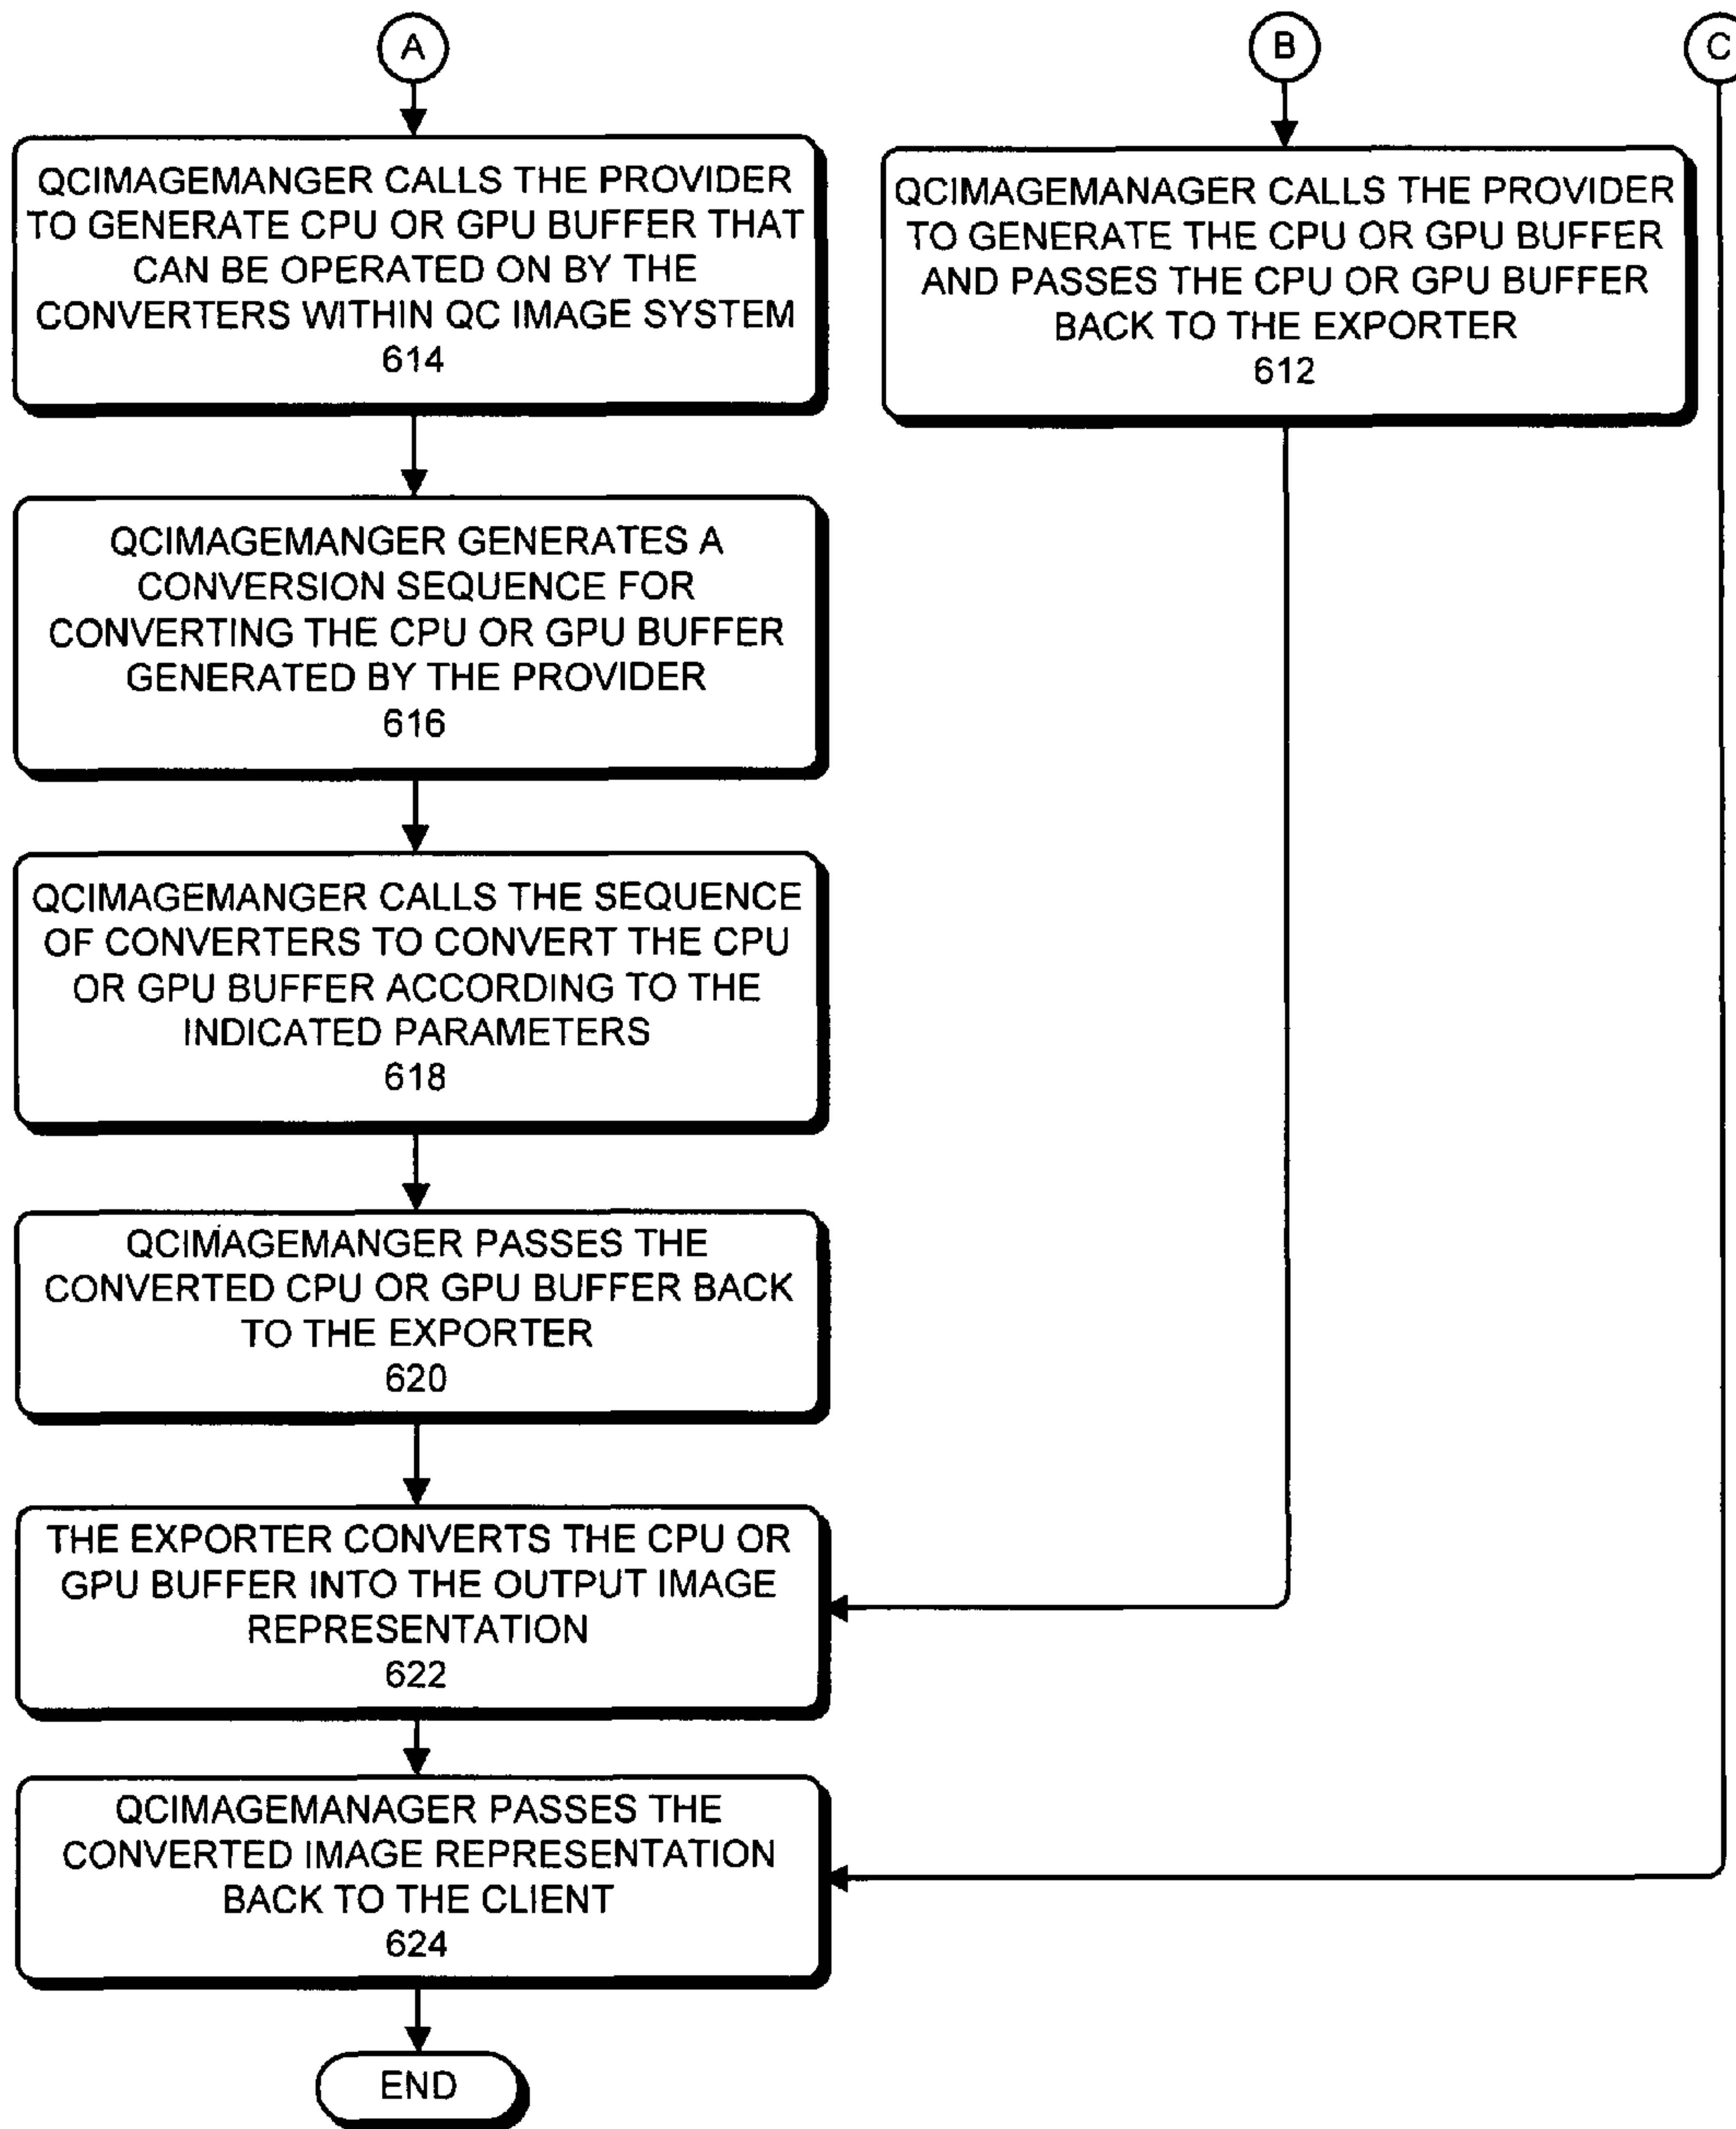 A
B
C
QCIMAGEMANGER CALLS THE PROVIDER
TO GENERATE CPU OR GPU BUFFER THAT
CAN BE OPERATED ON BY THE
CONVERTERS WITHIN QC IMAGE SYSTEM
614
QCIMAGEMANAGER CALLS THE PROVIDER
TO GENERATE THE CPU OR GPU BUFFER
AND PASSES THE CPU OR GPU BUFFER
BACK TO THE EXPORTER
612
QCIMAGEMANGER GENERATES A
CONVERSION SEQUENCE FOR
CONVERTING THE CPU OR GPU BUFFER
GENERATED BY THE PROVIDER
616
QCIMAGEMANGER CALLS THE SEQUENCE
OF CONVERTERS TO CONVERT THE CPU
OR GPU BUFFER ACCORDING TO THE
INDICATED PARAMETERS
618
QCIMAGEMANGER PASSES THE
CONVERTED CPU OR GPU BUFFER BACK
TO THE EXPORTER
620
THE EXPORTER CONVERTS THE CPU OR
GPU BUFFER INTO THE OUTPUT IMAGE
REPRESENTATION
622
QCIMAGEMANAGER PASSES THE
CONVERTED IMAGE REPRESENTATION
BACK TO THE CLIENT
624
END